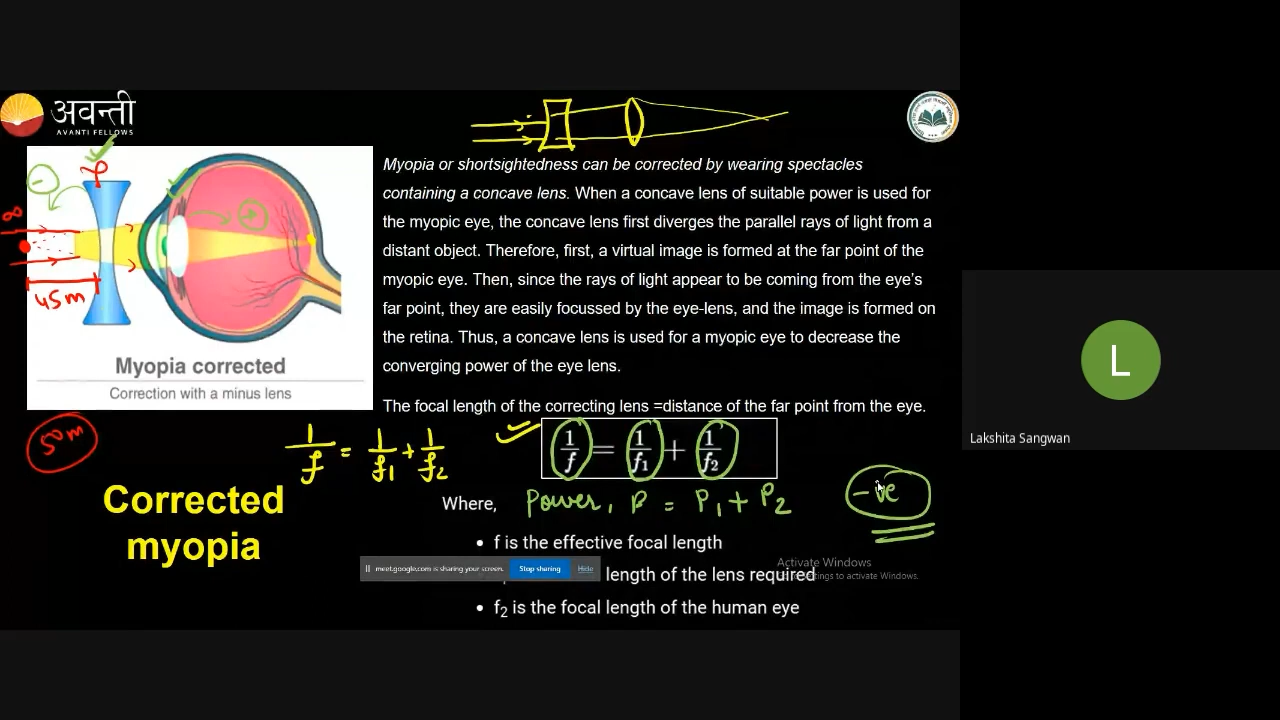 अवन्ती
AVANTI FELLOWS
Myopia or shortsightedness can be corrected by wearing spectacles
containing a concave lens. When a concave lens of suitable power is used for
the myopic eye, the concave lens first diverges the parallel rays of light from a
distant object. Therefore, first, a virtual image is formed at the far point of the
myopic eye. Then, since the rays of light appear to be coming from the eye's
far point, they are easily focussed by the eye-lens, and the image is formed on
the retina. Thus, a concave lens is used for a myopic eye to decrease the
converging power of the eye lens.
The focal length of the correcting lens =distance of the far point from the eye.
∞
45m
Myopia corrected
Correction with a minus lens
50m
1/f = 1/f₁ + 1/f₂
1/f = 1/f₁ + 1/f₂
Corrected
myopia
Where,
Power, P = P₁ + P₂
-ve
• f is the effective focal length
length of the lens required
• f₂ is the focal length of the human eye
meet.google.com is sharing your screen.
Stop sharing
Hide
Activate Windows
settings to activate Windows.
L
Lakshita Sangwan